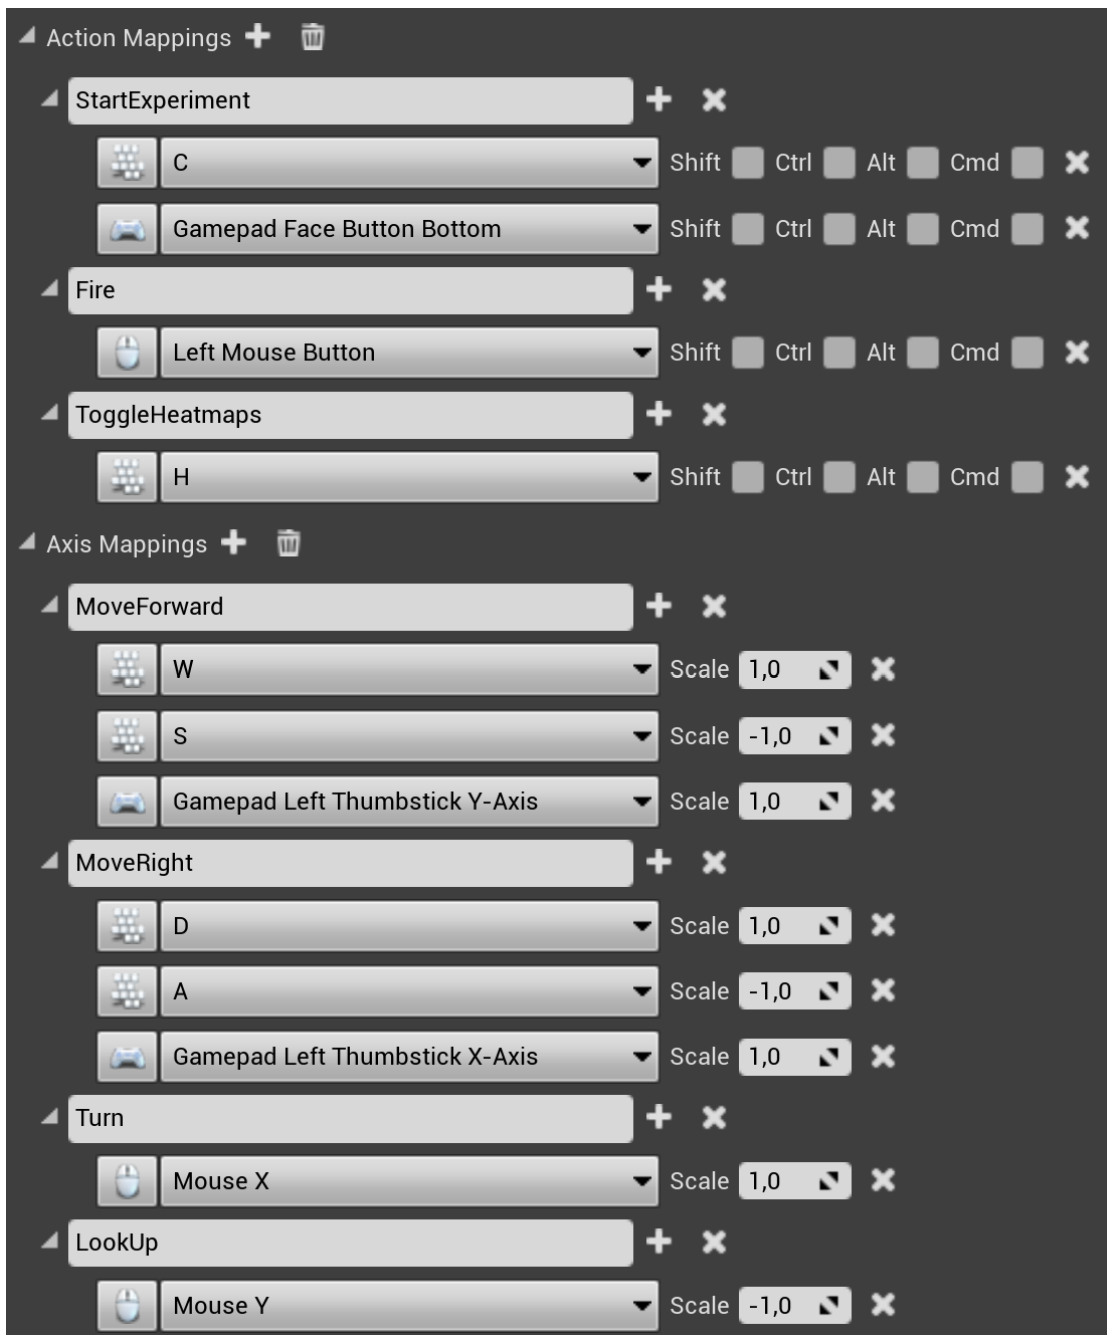 Action Mappings
StartExperiment
C Shift Ctrl Alt Cmd
Gamepad Face Button Bottom Shift Ctrl Alt Cmd
Fire
Left Mouse Button Shift Ctrl Alt Cmd
ToggleHeatmaps
H Shift Ctrl Alt Cmd
Axis Mappings
MoveForward
W Scale 1,0
S Scale -1,0
Gamepad Left Thumbstick Y-Axis Scale 1,0
MoveRight
D Scale 1,0
A Scale -1,0
Gamepad Left Thumbstick X-Axis Scale 1,0
Turn
Mouse X Scale 1,0
LookUp
Mouse Y Scale -1,0